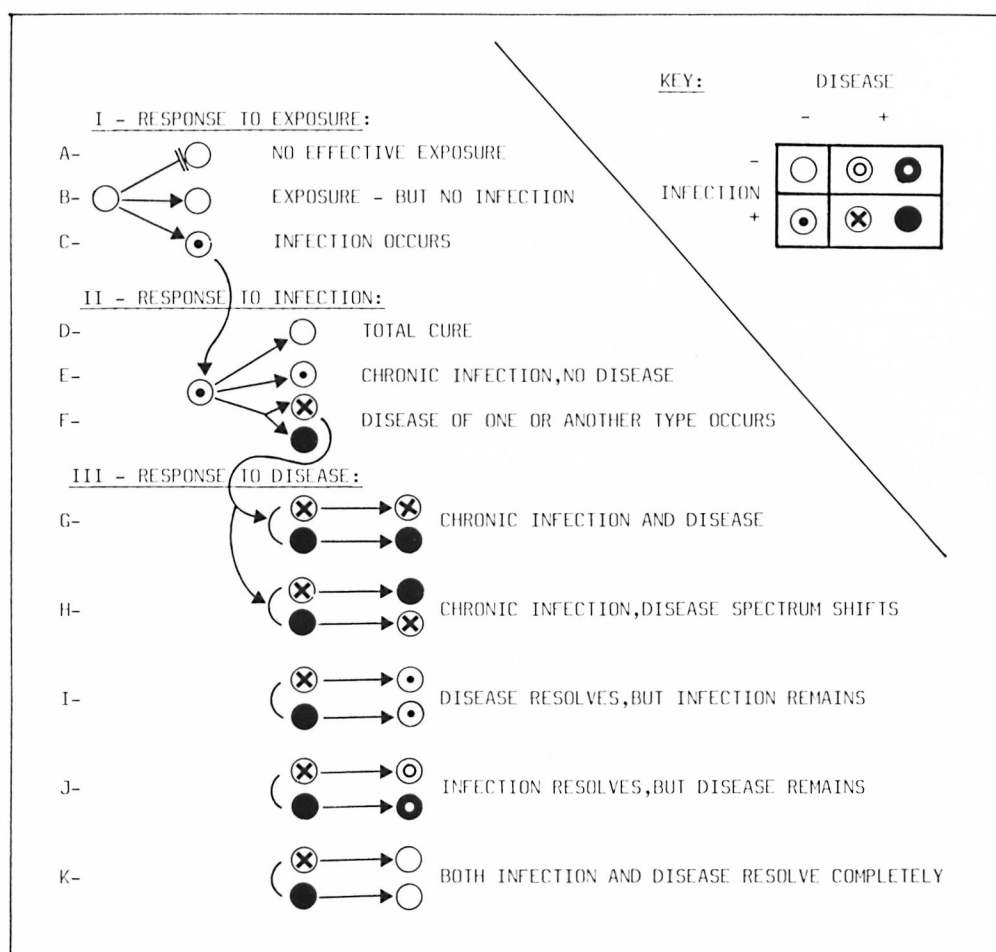 KEY: DISEASE
- +
-
INFECTION
+
I - RESPONSE TO EXPOSURE:
A- NO EFFECTIVE EXPOSURE
B- EXPOSURE - BUT NO INFECTION
C- INFECTION OCCURS
II - RESPONSE TO INFECTION:
D- TOTAL CURE
E- CHRONIC INFECTION,NO DISEASE
F- DISEASE OF ONE OR ANOTHER TYPE OCCURS
III - RESPONSE TO DISEASE:
G- CHRONIC INFECTION AND DISEASE
H- CHRONIC INFECTION,DISEASE SPECTRUM SHIFTS
I- DISEASE RESOLVES,BUT INFECTION REMAINS
J- INFECTION RESOLVES,BUT DISEASE REMAINS
K- BOTH INFECTION AND DISEASE RESOLVE COMPLETELY